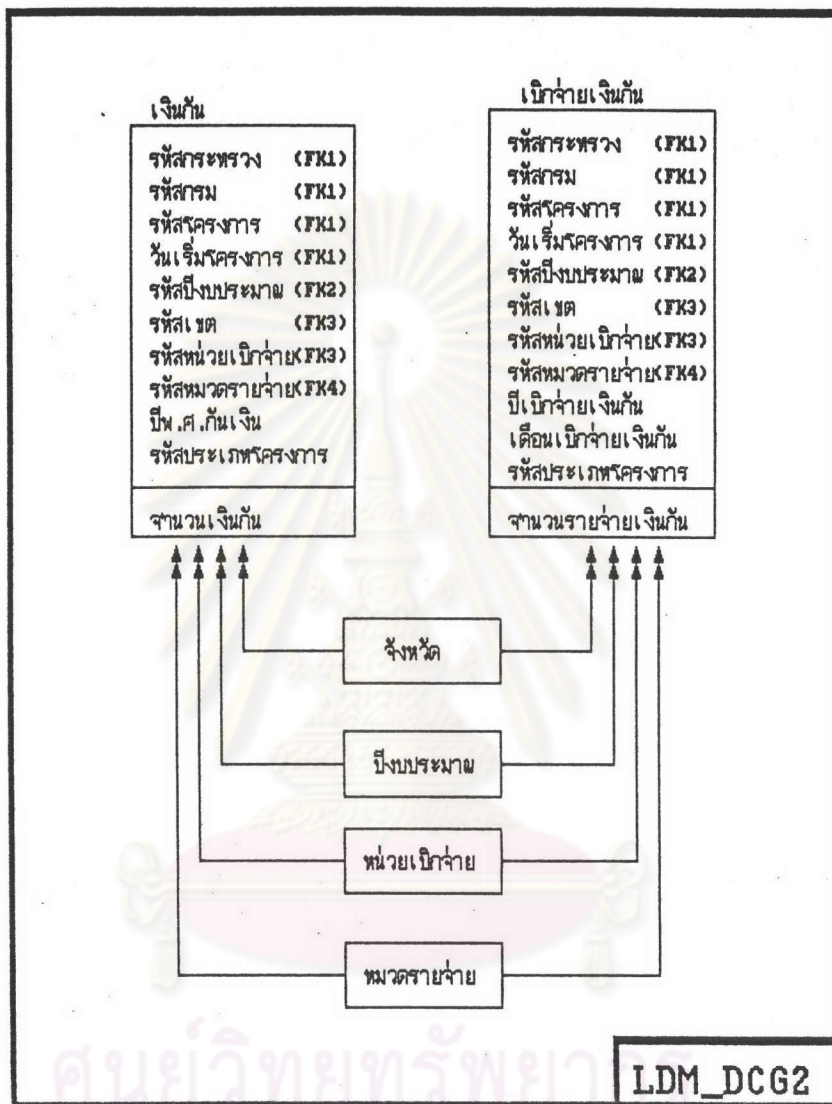 เงินกัน
รหัสกระทรวง (FK1)
รหัสกรม (FK1)
รหัสโครงการ (FK1)
วันเริ่มโครงการ (FK1)
รหัสปีงบประมาณ (FK2)
รหัสเขต (FK3)
รหัสหน่วยเบิกจ่าย(FK3)
รหัสหมวดรายจ่าย(FK4)
ปีพ.ศ.กันเงิน
รหัสประเภทโครงการ
จำนวนเงินกัน
เบิกจ่ายเงินกัน
รหัสกระทรวง (FK1)
รหัสกรม (FK1)
รหัสโครงการ (FK1)
วันเริ่มโครงการ (FK1)
รหัสปีงบประมาณ (FK2)
รหัสเขต (FK3)
รหัสหน่วยเบิกจ่าย(FK3)
รหัสหมวดรายจ่าย(FK4)
ปีเบิกจ่ายเงินกัน
เดือนเบิกจ่ายเงินกัน
รหัสประเภทโครงการ
จำนวนรายจ่ายเงินกัน
จังหวัด
ปีงบประมาณ
หน่วยเบิกจ่าย
หมวดรายจ่าย
ศูนย์วิทยทรัพยากร
LDM_DCG2